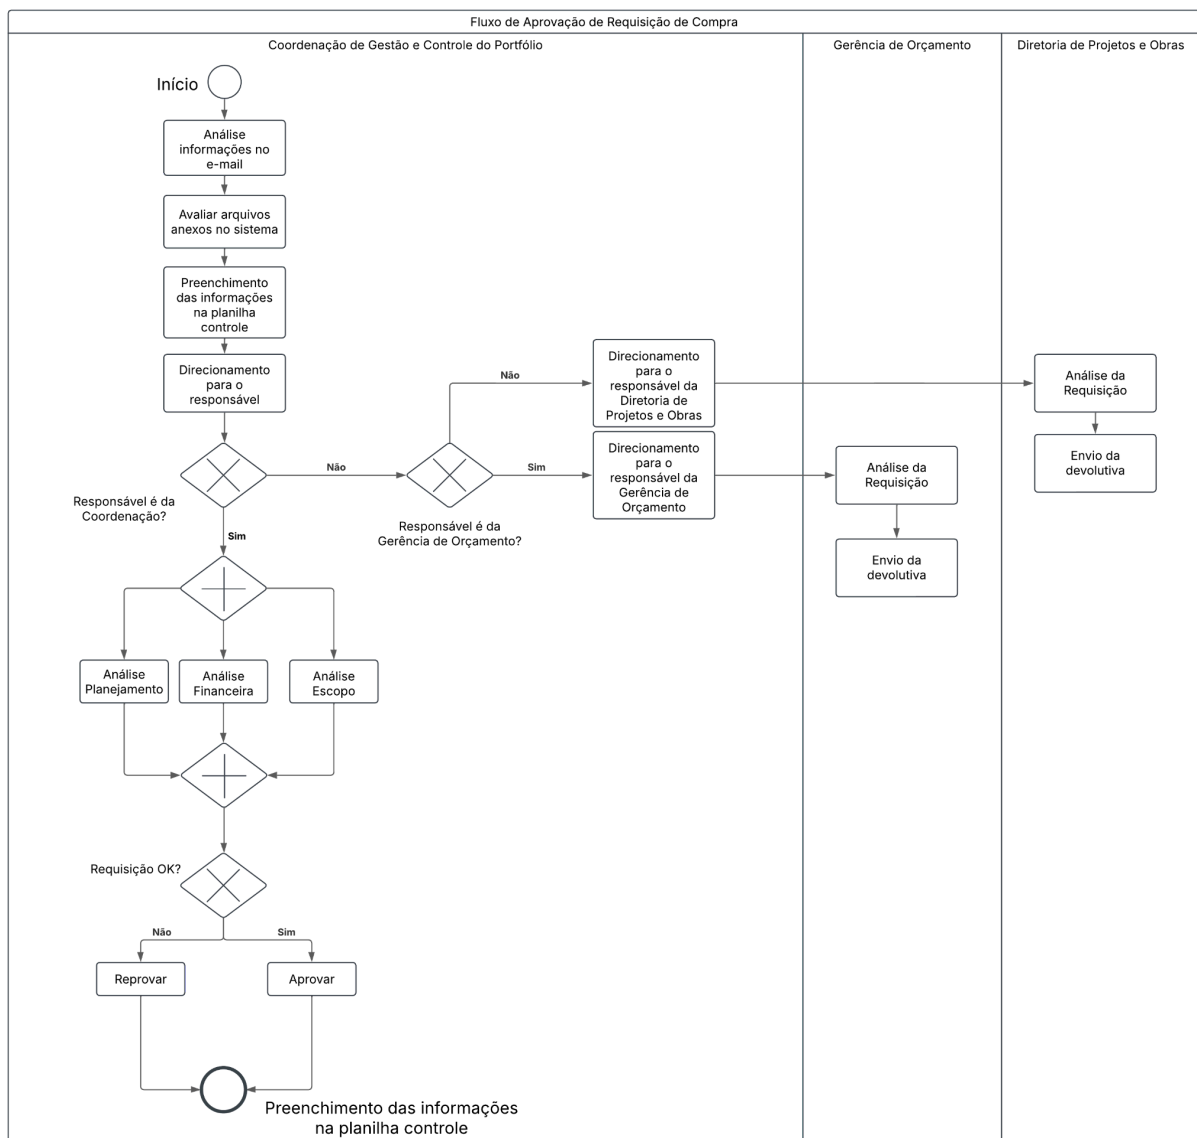 Fluxo de Aprovação de Requisição de Compra
Coordenação de Gestão e Controle do Portfólio
Gerência de Orçamento
Diretoria de Projetos e Obras
Início
Análise
informações no
e-mail
Avaliar arquivos
anexos no sistema
Preenchimento
das informações
na planilha
controle
Direcionamento
para o
responsável
Responsável é da
Coordenação?
Não
Sim
Responsável é da
Gerência de Orçamento?
Não
Sim
Direcionamento
para o
responsável da
Diretoria de
Projetos e Obras
Direcionamento
para o
responsável da
Gerência de
Orçamento
Análise da
Requisição
Envio da
devolutiva
Análise da
Requisição
Envio da
devolutiva
Análise
Planejamento
Análise
Financeira
Análise
Escopo
Requisição OK?
Não
Sim
Reprovar
Aprovar
Preenchimento das informações
na planilha controle